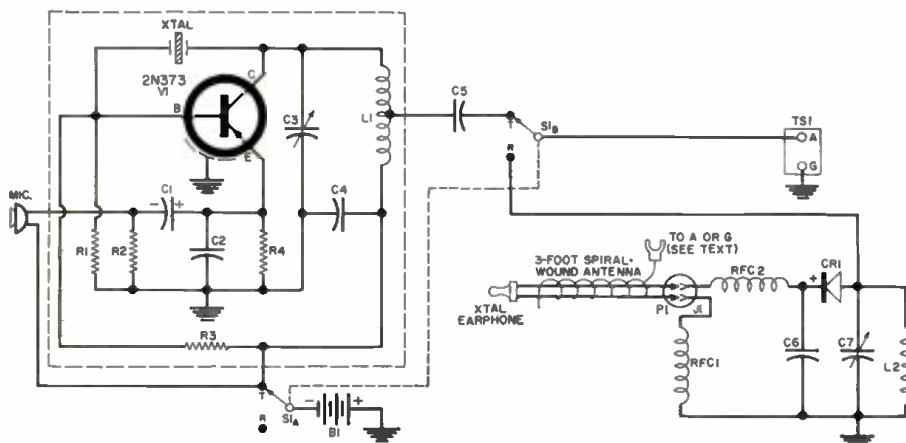 XTAL
2N373
V1
C
B
E
C3
L1
C5
T
S1B
R
TS1
A
G
MIC.
- C1 +
C4
R1
R2
C2
R4
R3
T
S1A
R
- +
B1
TO A OR G
(SEE TEXT)
3-FOOT SPIRAL-
WOUND ANTENNA
XTAL
EARPHONE
P1
J1
RFC2
+ CR1
RFC1
C6
C7
L2